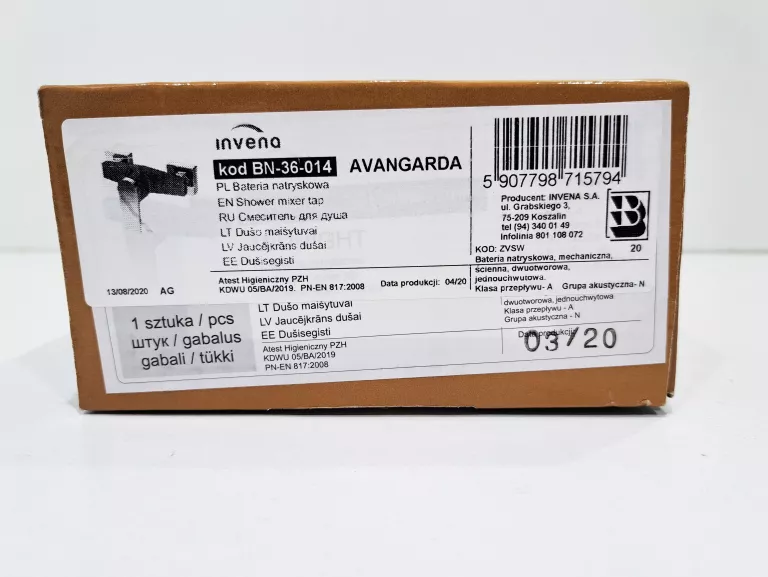 invena
kod BN-36-014 AVANGARDA
PL Bateria natryskowa
EN Shower mixer tap
RU Смеситель для душа
LT Dušo maišytuvai
LV Jaucējkrāns dušai
EE Dušisegisti
13/08/2020 AG
Atest Higieniczny PZH
KDWU 05/BA/2019. PN-EN 817:2008
Data produkcji: 04/20
5 907798 715794
Producent: INVENA S.A.
ul. Grabskiego 3,
75-209 Koszalin
tel (94) 340 01 49
Infolinia 801 108 072
B
20
KOD: ZVSW
Bateria natryskowa, mechaniczna,
ścienna, dwuotworowa,
jednouchwytowa.
Klasa przepływu- A Grupa akustyczna- N
1 sztuka / pcs
штук / gabalus
gabali / tükki
LT Dušo maišytuvai
LV Jaucējkrāns dušai
EE Dušisegisti
Atest Higieniczny PZH
KDWU 05/BA/2019
PN-EN 817:2008
dwuotworowa, jednouchwytowa
Klasa przepływu - A
Grupa akustyczna - N
Data produkcji:
03/20